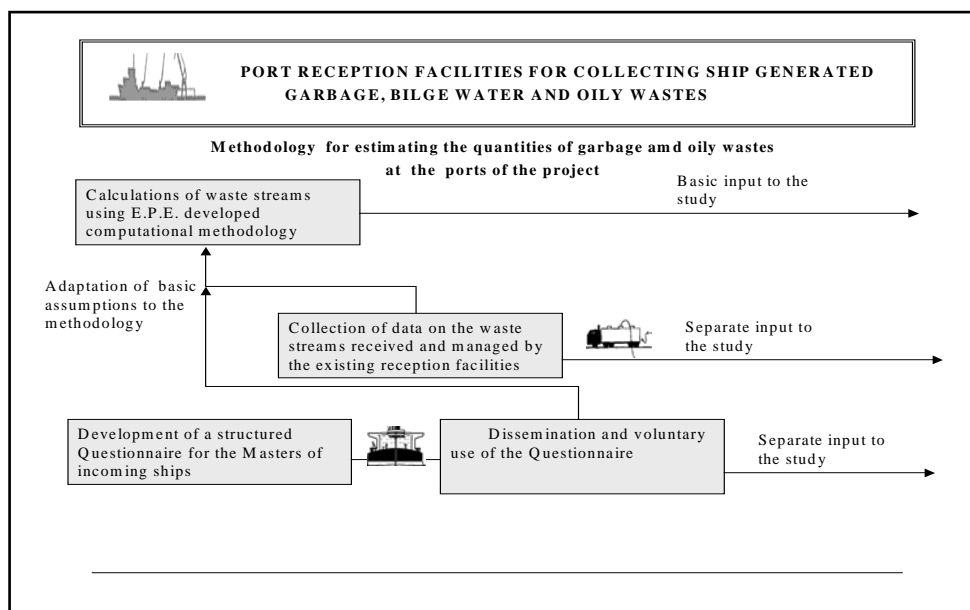 PORT RECEPTION FACILITIES FOR COLLECTING SHIP GENERATED
GARBAGE, BILGE WATER AND OILY WASTES
Methodology for estimating the quantities of garbage amd oily wastes
at the ports of the project
Calculations of waste streams
using E.P.E. developed
computational methodology
Basic input to the
study
Adaptation of basic
assumptions to the
methodology
Collection of data on the waste
streams received and managed by
the existing reception facilities
Separate input to
the study
Development of a structured
Questionnaire for the Masters of
incoming ships
Dissemination and voluntary
use of the Questionnaire
Separate input to
the study